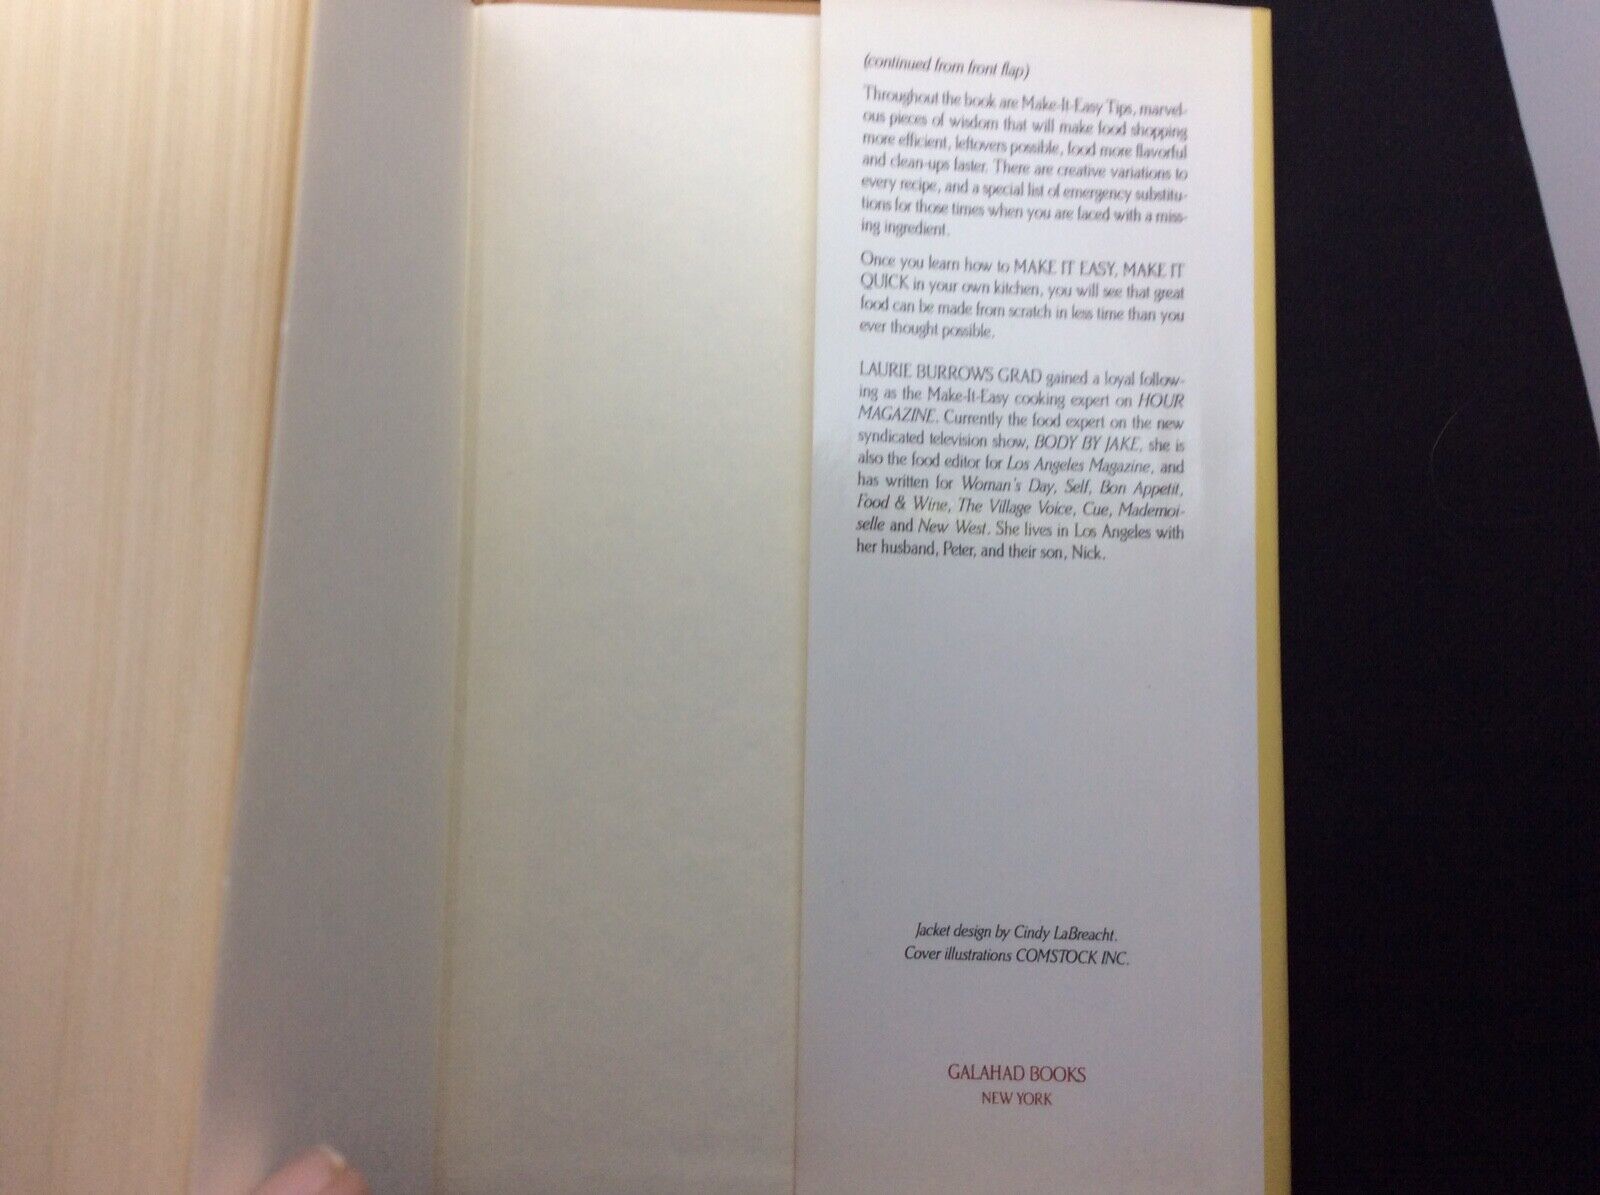 (continued from front flap)
Throughout the book are Make-It-Easy Tips, marvel-
ous pieces of wisdom that will make food shopping
more efficient, leftovers possible, food more flavorful
and clean-ups faster. There are creative variations to
every recipe, and a special list of emergency substitu-
tions for those times when you are faced with a miss-
ing ingredient.
Once you learn how to MAKE IT EASY, MAKE IT
QUICK in your own kitchen, you will see that great
food can be made from scratch in less time than you
ever thought possible.
LAURIE BURROWS GRAD gained a loyal follow-
ing as the Make-It-Easy cooking expert on HOUR
MAGAZINE. Currently the food expert on the new
syndicated television show, BODY BY JAKE, she is
also the food editor for Los Angeles Magazine, and
has written for Woman's Day, Self, Bon Appetit,
Food & Wine, The Village Voice, Cue, Mademoi-
selle and New West. She lives in Los Angeles with
her husband, Peter, and their son, Nick.
Jacket design by Cindy LaBreacht.
Cover illustrations COMSTOCK INC.
GALAHAD BOOKS
NEW YORK